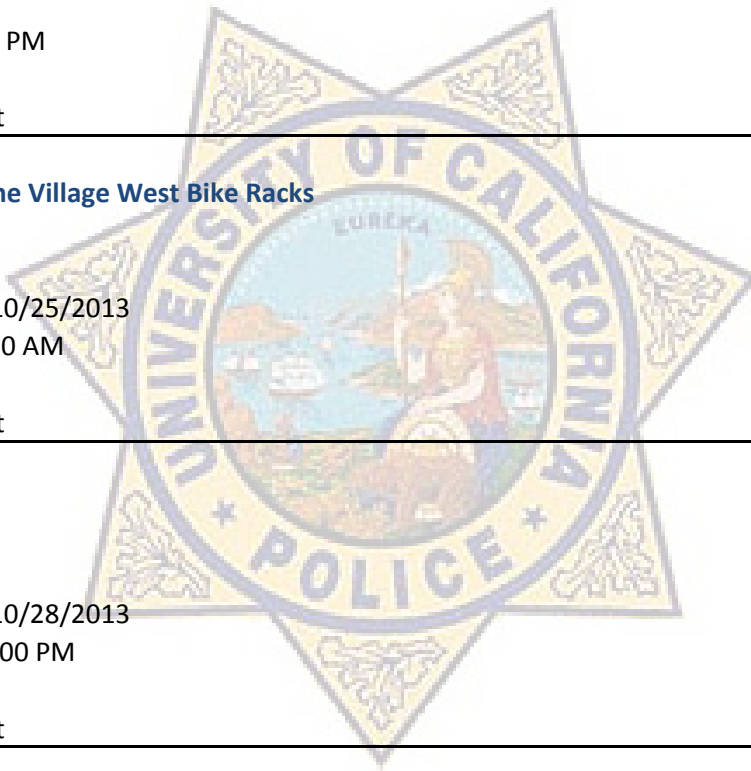 PM
t
ne Village West Bike Racks
10/25/2013
0 AM
t
10/28/2013
00 PM
t
UNIVERSITY OF CALIFORNIA
EUREKA
POLICE